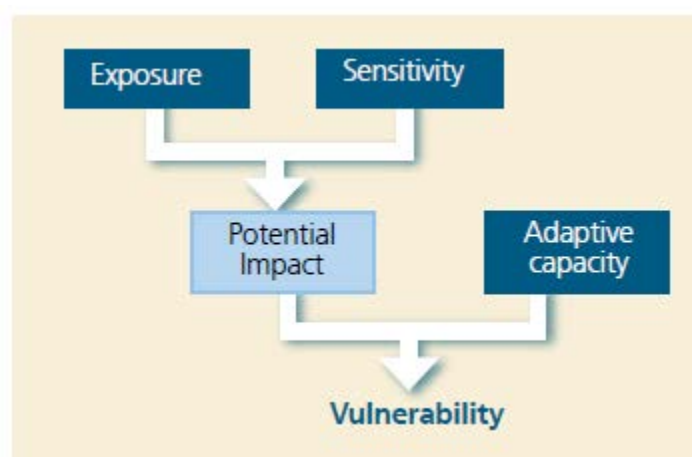 Exposure
Sensitivity
Potential
Impact
Adaptive
capacity
Vulnerability